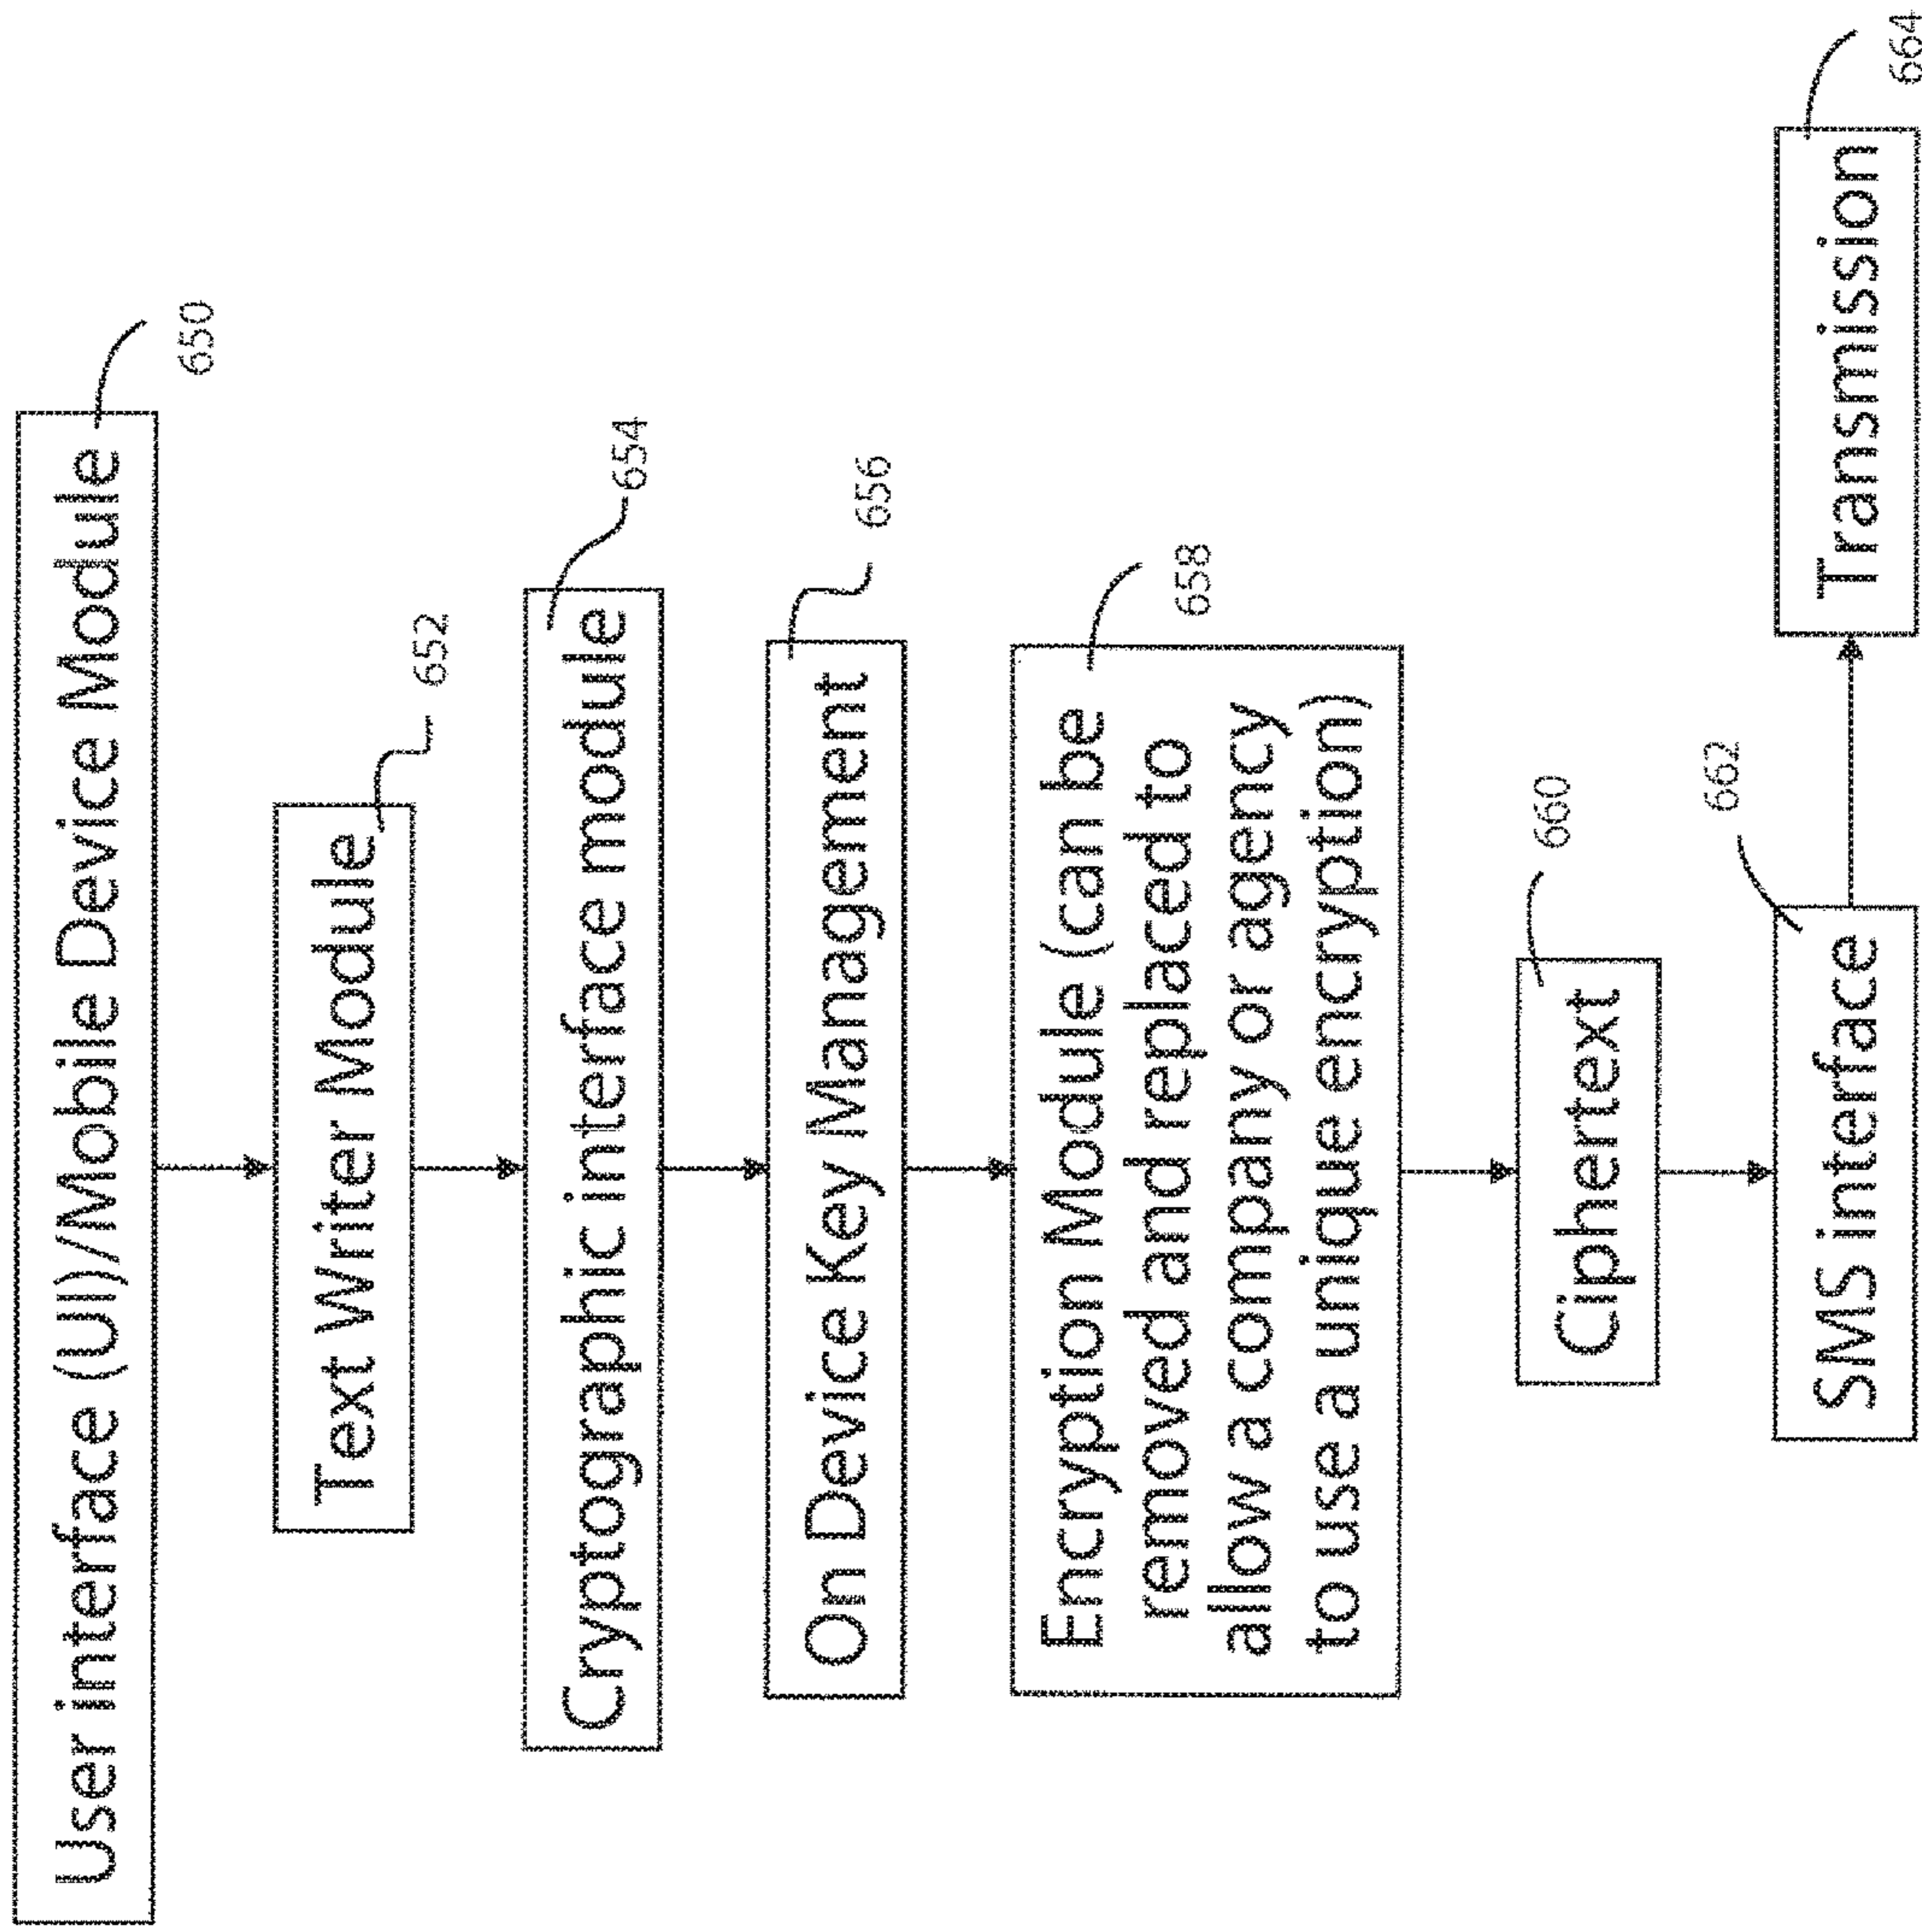 User interface (UI)/Mobile Device Module
650
Text Writer Module
652
Cryptographic interface module
654
On Device Key Management
656
Encryption Module (can be
removed and replaced to
allow a company or agency
to use a unique encryption)
658
Ciphertext
660
SMS interface
662
Transmission
664